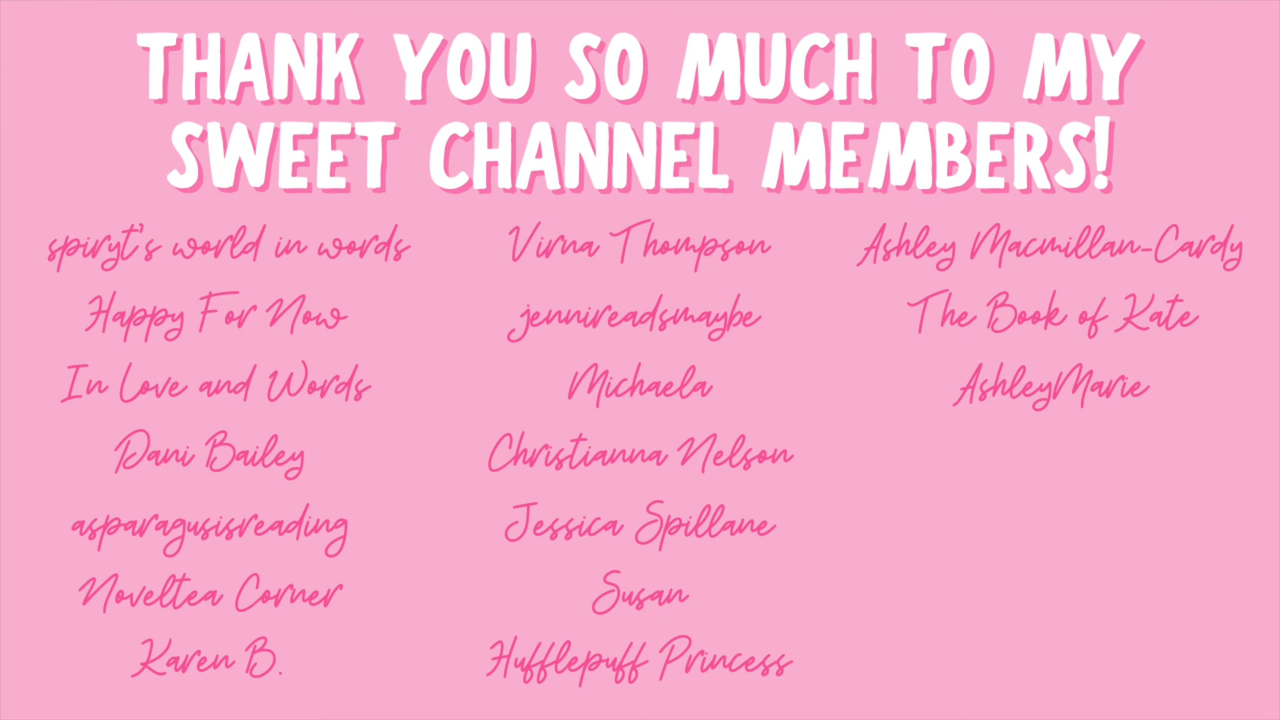 THANK YOU SO MUCH TO MY
SWEET CHANNEL MEMBERS!
spiryt's world in words
Happy For Now
In Love and Words
Dani Bailey
asparagusisreading
Noveltea Corner
Karen B.
Virna Thompson
jennireadsmaybe
Michaela
Christianna Nelson
Jessica Spillane
Susan
Hufflepuff Princess
Ashley Macmillan-Cardy
The Book of Kate
AshleyMarie